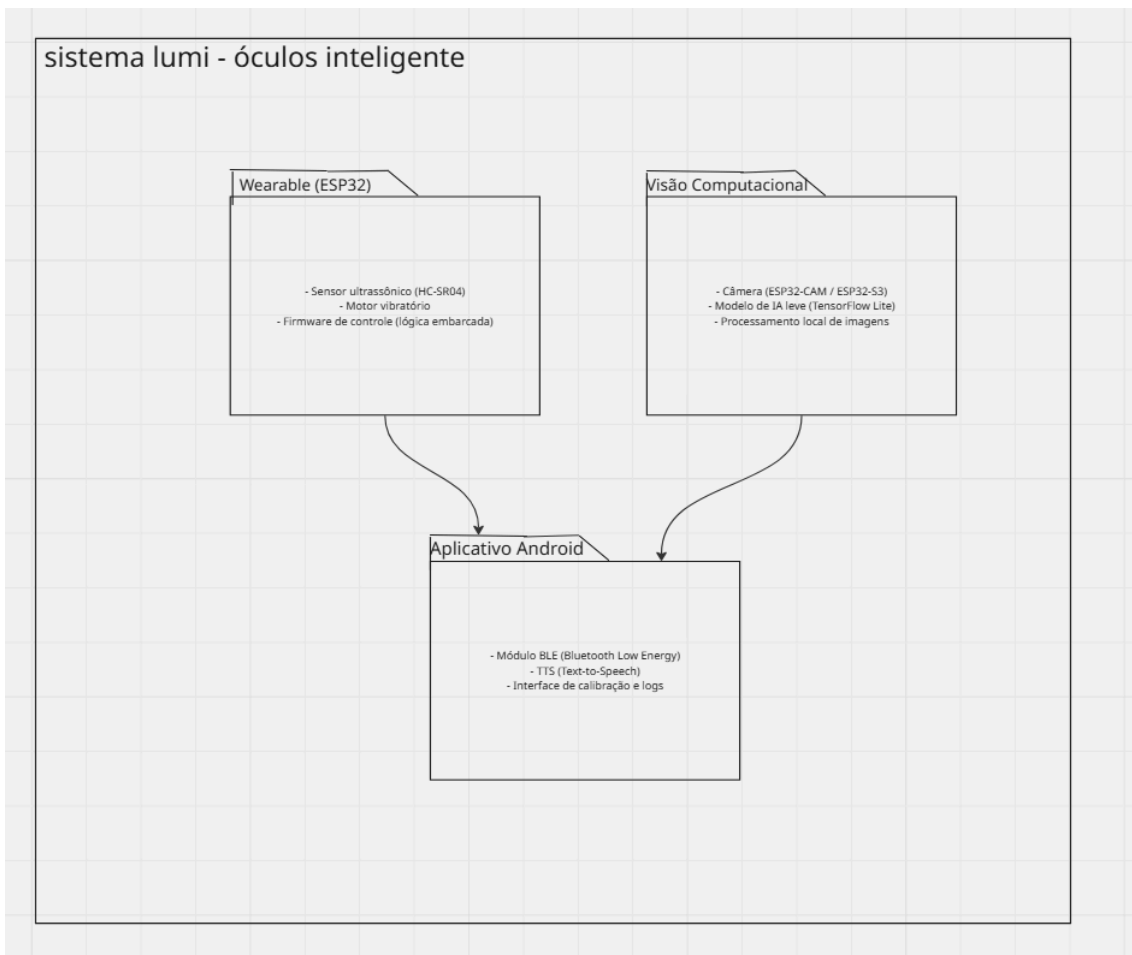 sistema lumi - óculos inteligente
Wearable (ESP32)
- Sensor ultrassônico (HC-SR04)
- Motor vibratório
- Firmware de controle (lógica embarcada)
Visão Computacional
- Câmera (ESP32-CAM / ESP32-S3)
- Modelo de IA leve (TensorFlow Lite)
- Processamento local de imagens
Aplicativo Android
- Módulo BLE (Bluetooth Low Energy)
- TTS (Text-to-Speech)
- Interface de calibração e logs